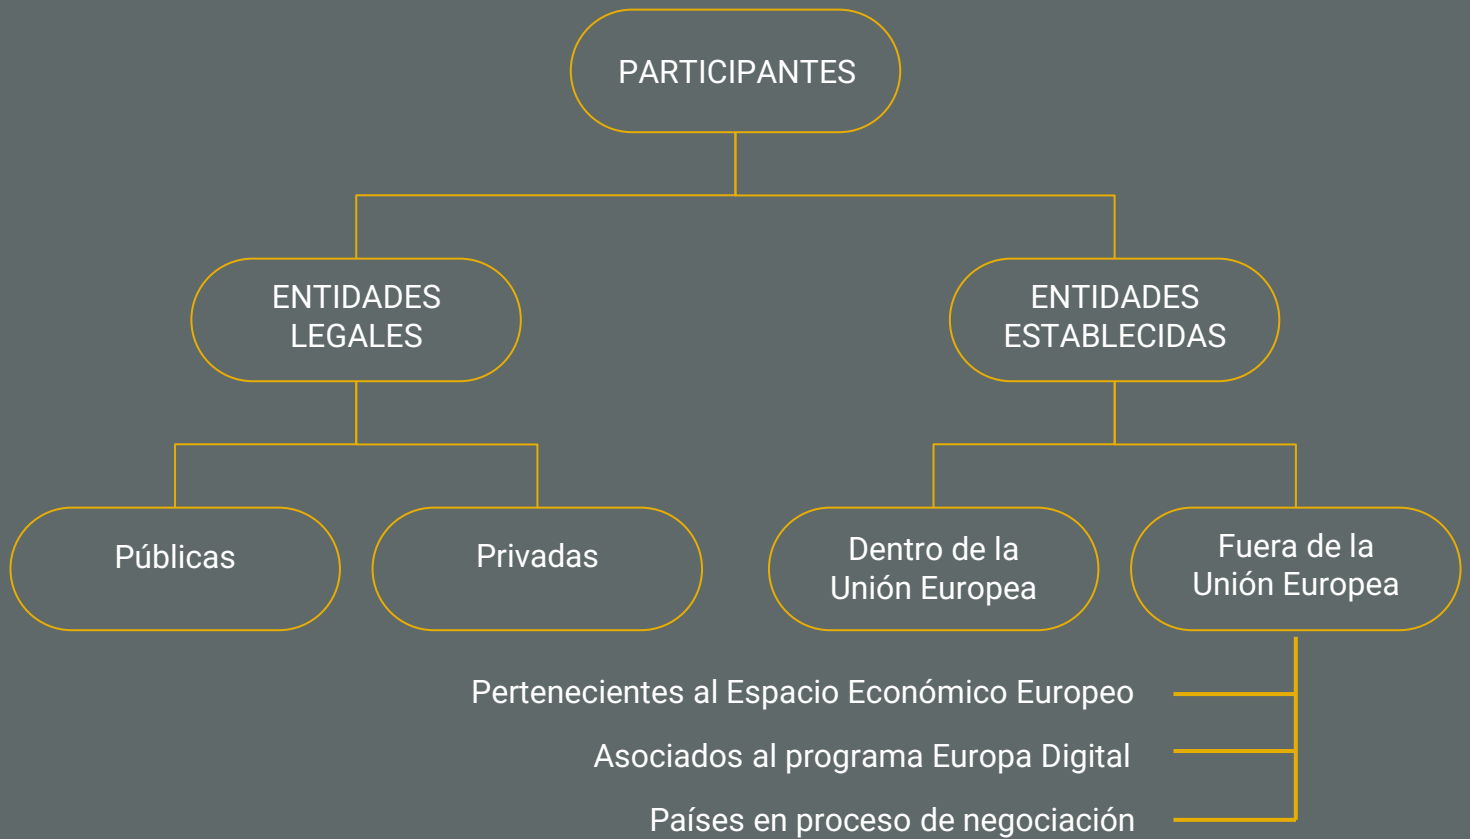 PARTICIPANTES
ENTIDADES
LEGALES
ENTIDADES
ESTABLECIDAS
Públicas
Privadas
Dentro de la
Unión Europea
Fuera de la
Unión Europea
Pertenecientes al Espacio Económico Europeo
Asociados al programa Europa Digital
Países en proceso de negociación